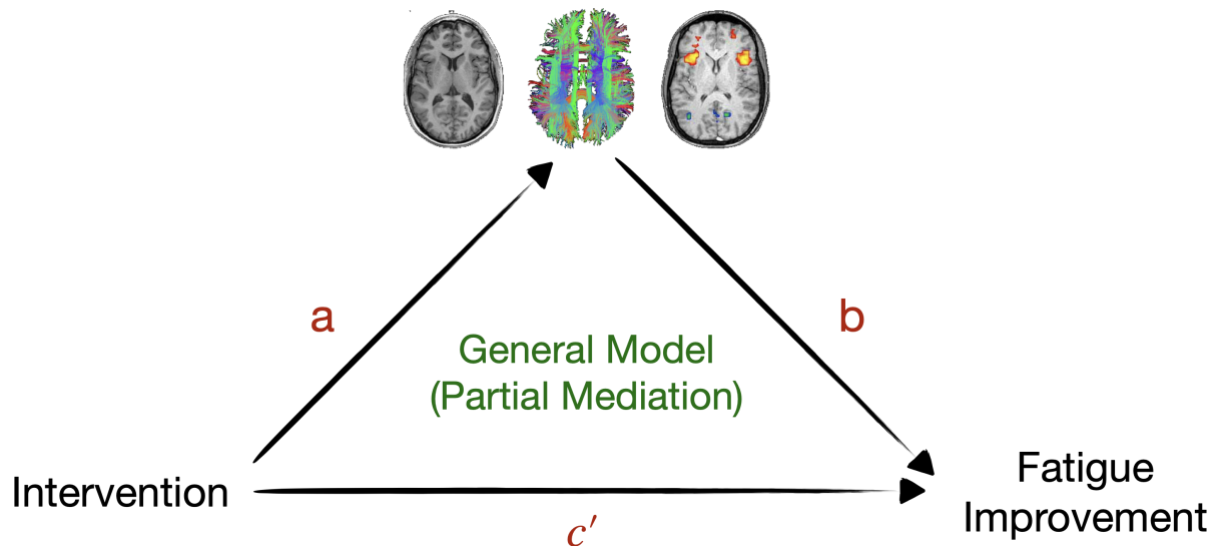 a
b
General Model
(Partial Mediation)
Intervention
Fatigue
Improvement
c′